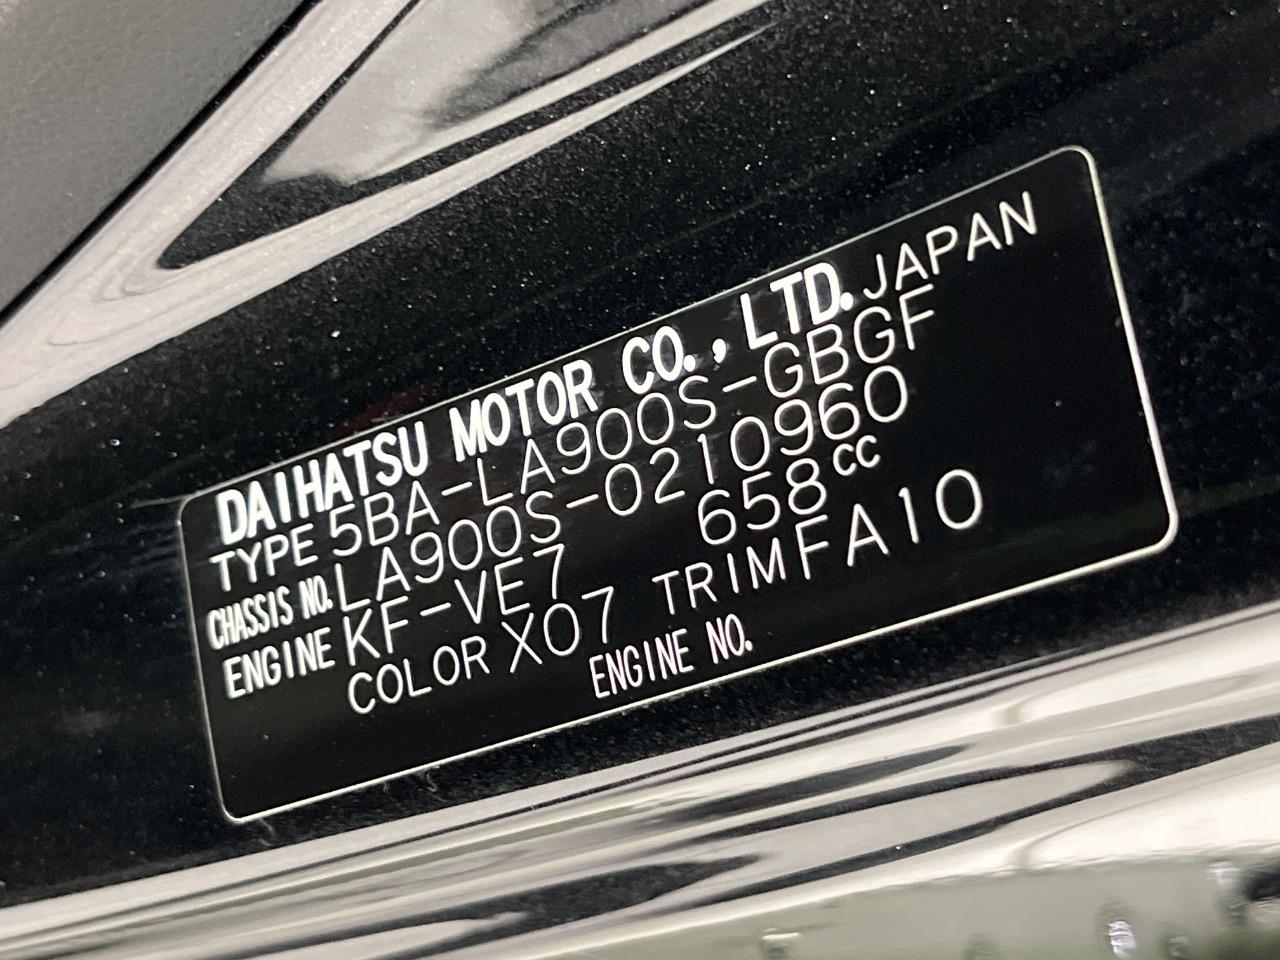 DAIHATSU MOTOR CO., LTD. JAPAN
TYPE 5BA-LA900S-GBGF
CHASSIS NO. LA900S-0210960
ENGINE KF-VE7 658cc
COLOR X07 TRIM FA10
ENGINE NO.